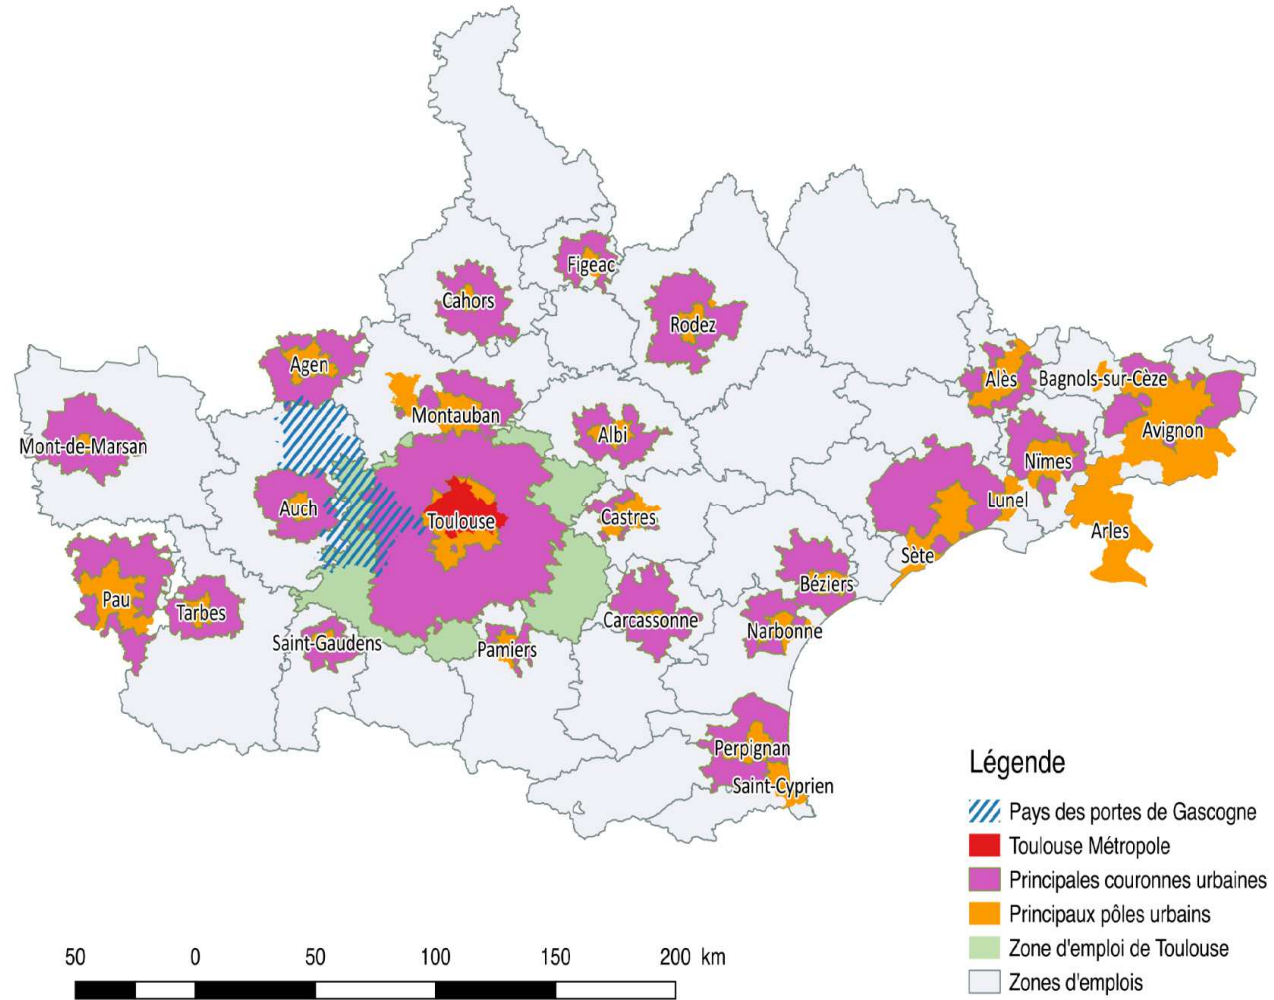 Figeac
Cahors
Rodez
Agen
Alès
Bagnols-sur-Cèze
Montauban
Albi
Avignon
Mont-de-Marsan
Nïmes
Auch
Toulouse
Castres
Lunel
Arles
Sète
Béziers
Pau
Tarbes
Carcassonne
Narbonne
Saint-Gaudens
Pamiers
Perpignan
Saint-Cyprien
Légende
Pays des portes de Gascogne
Toulouse Métropole
Principales couronnes urbaines
Principaux pôles urbains
Zone d'emploi de Toulouse
Zones d'emplois
50 0 50 100 150 200 km